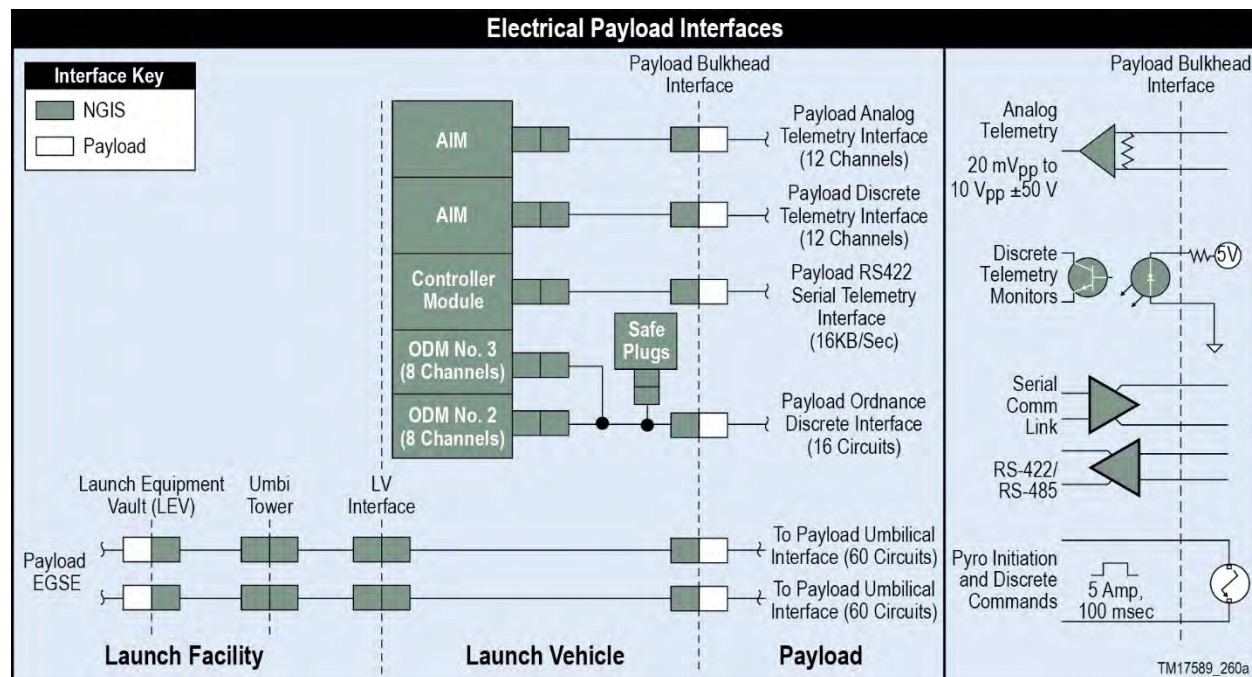 Electrical Payload Interfaces
Interface Key
NGIS
Payload
Payload Bulkhead
Interface
AIM
Payload Analog
Telemetry Interface
(12 Channels)
AIM
Payload Discrete
Telemetry Interface
(12 Channels)
Controller
Module
Payload RS422
Serial Telemetry
Interface
(16KB/Sec)
ODM No. 3
(8 Channels)
Safe
Plugs
ODM No. 2
(8 Channels)
Payload Ordnance
Discrete Interface
(16 Circuits)
Launch Equipment
Vault (LEV)
Umbi
Tower
LV
Interface
Payload
EGSE
To Payload Umbilical
Interface (60 Circuits)
To Payload Umbilical
Interface (60 Circuits)
Launch Facility
Launch Vehicle
Payload
Payload Bulkhead
Interface
Analog
Telemetry
20 mVpp to
10 Vpp ±50 V
Discrete
Telemetry
Monitors
5V
Serial
Comm
Link
RS-422/
RS-485
Pyro Initiation
and Discrete
Commands
5 Amp,
100 msec
TM17589_260a